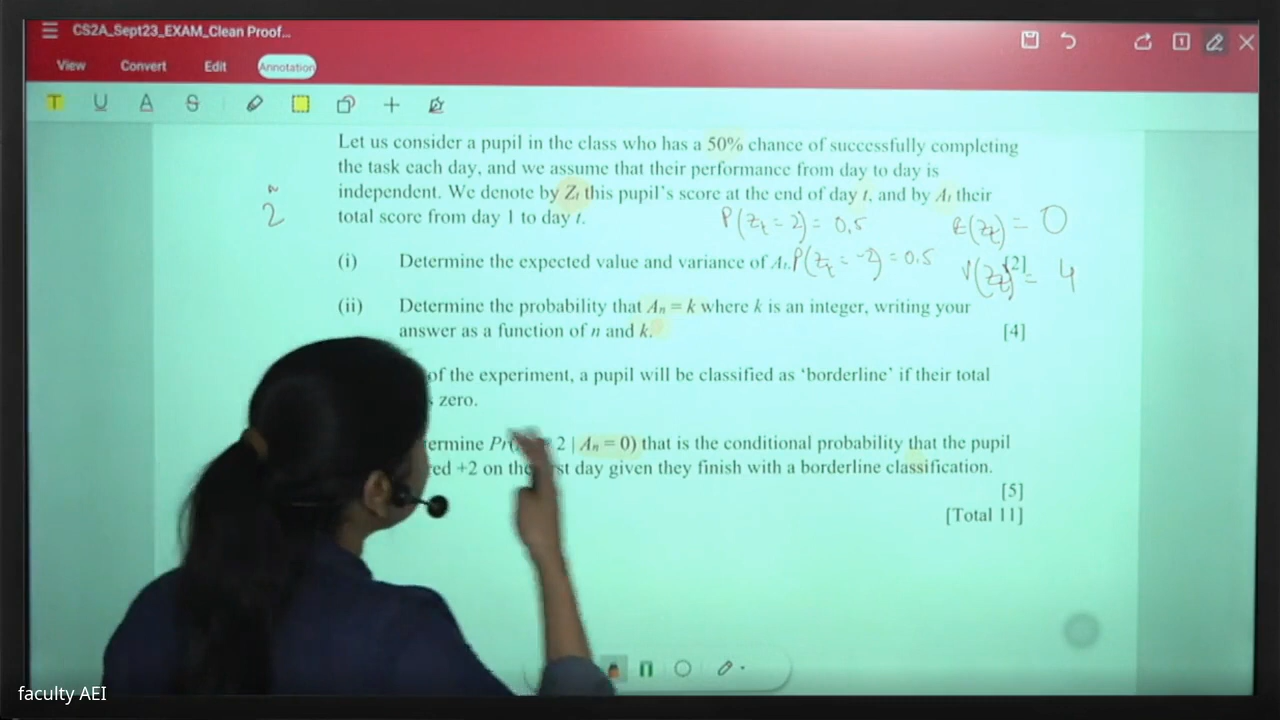 CS2A_Sept23_EXAM_Clean Proof...
View Convert Edit Annotation
Let us consider a pupil in the class who has a 50% chance of successfully completing
the task each day, and we assume that their performance from day to day is
independent. We denote by Zt this pupil's score at the end of day t, and by At their
total score from day 1 to day t.
2
P(Zt = 2) = 0.5
E(Zt) = 0
(i) Determine the expected value and variance of At. [2]
P(Zt = -2) = 0.5
V(Zt) = 4
(ii) Determine the probability that An = k where k is an integer, writing your
answer as a function of n and k. [4]
of the experiment, a pupil will be classified as 'borderline' if their total
zero.
ermine Pr( 2 | An = 0) that is the conditional probability that the pupil
red +2 on the st day given they finish with a borderline classification.
[5]
[Total 11]
faculty AEI